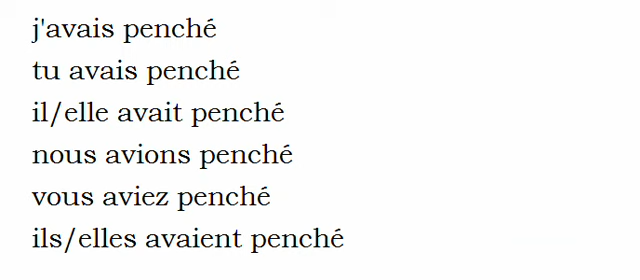 j'avais penché
tu avais penché
il/elle avait penché
nous avions penché
vous aviez penché
ils/elles avaient penché